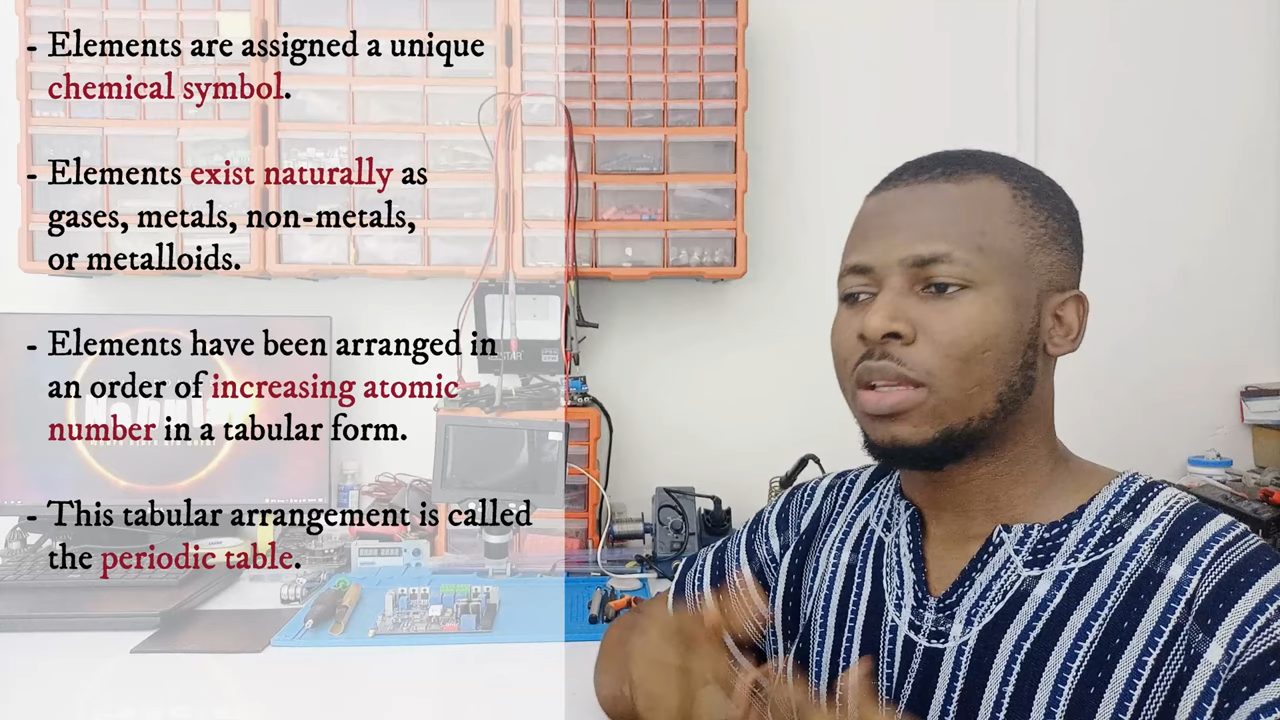 - Elements are assigned a unique
chemical symbol.
- Elements exist naturally as
gases, metals, non-metals,
or metalloids.
- Elements have been arranged in
an order of increasing atomic
number in a tabular form.
- This tabular arrangement is called
the periodic table.